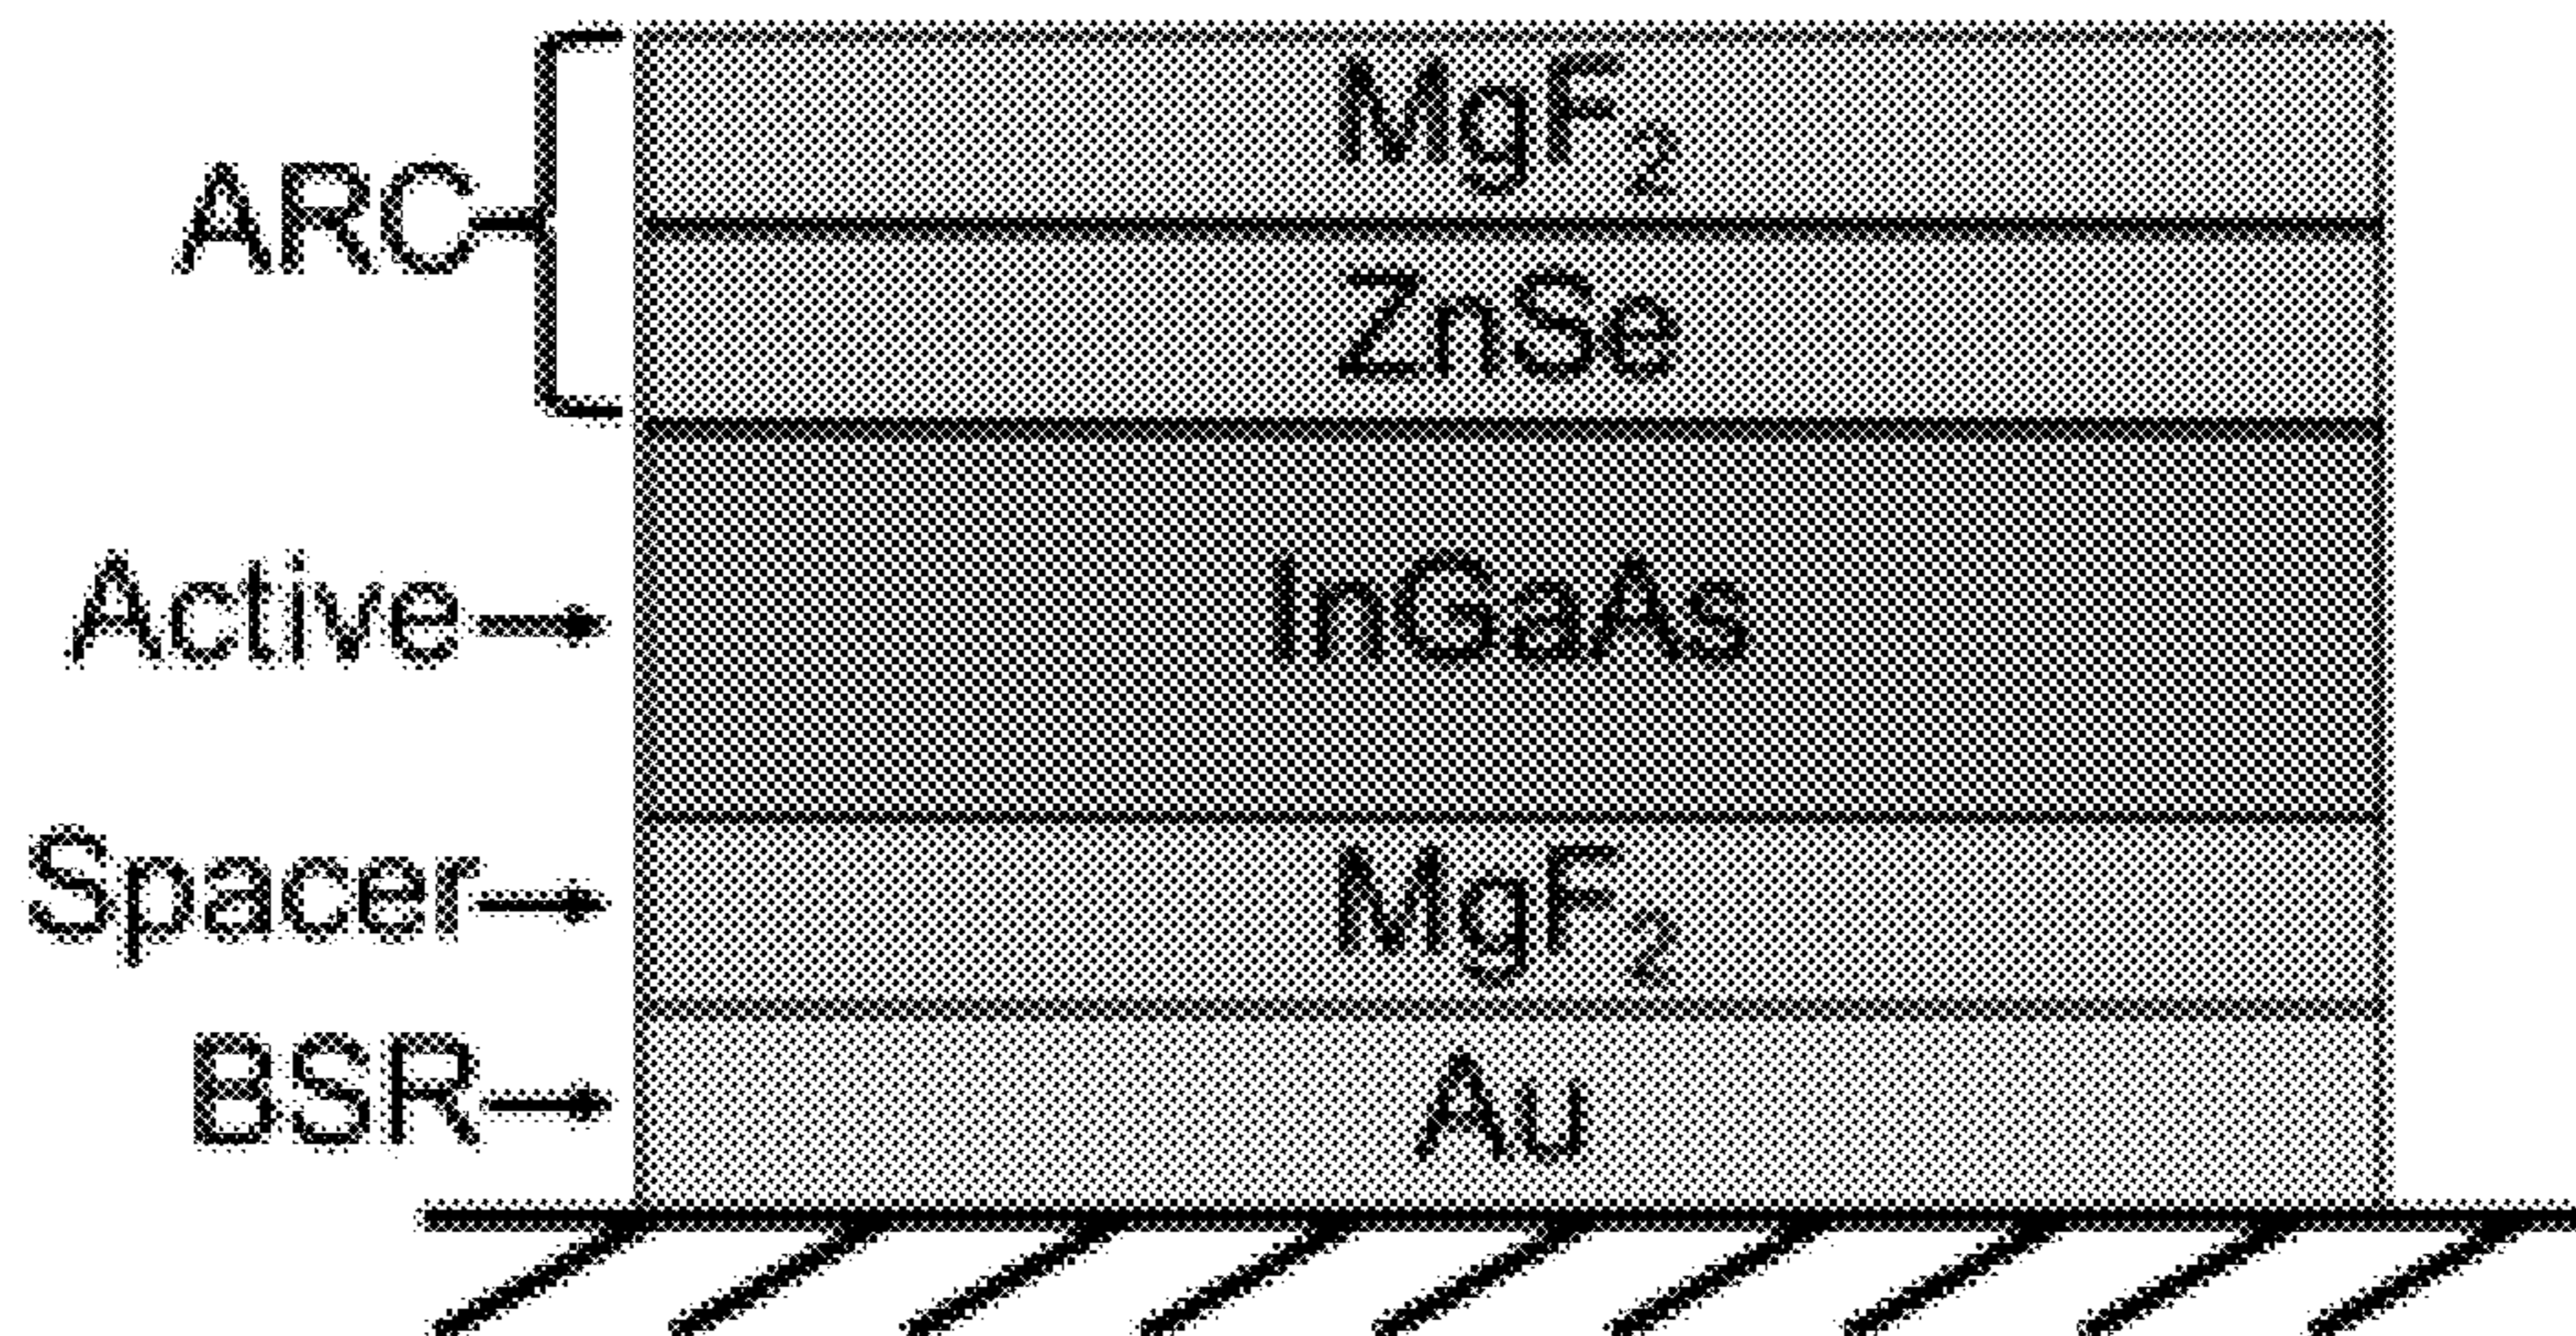 MgF₂
ARC
ZnSe
Active
InGaAs
Spacer
MgF₂
BSR
Au